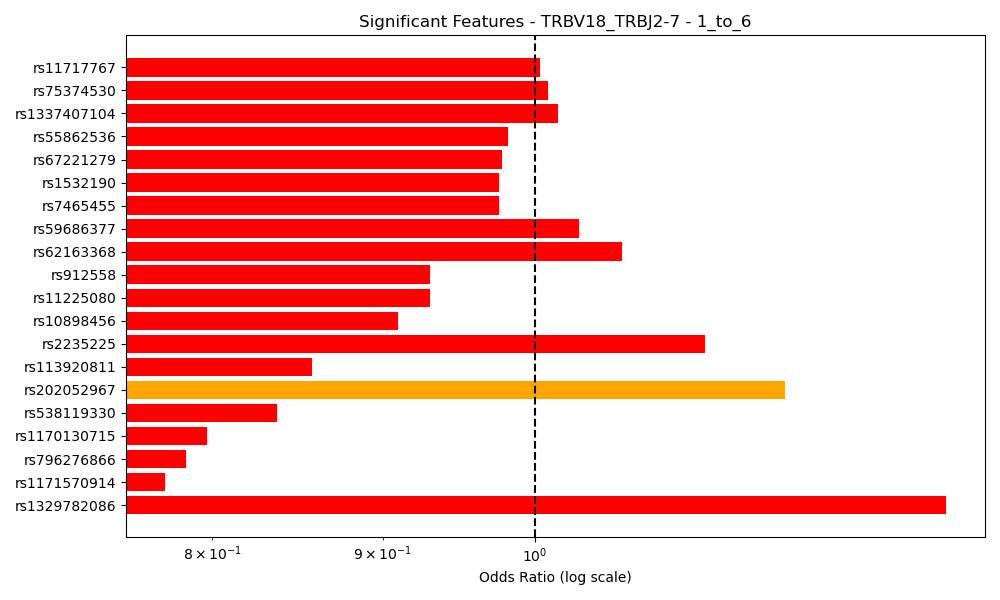 Significant Features - TRBV18_TRBJ2-7 - 1_to_6
rs11717767
rs75374530
rs1337407104
rs55862536
rs67221279
rs1532190
rs7465455
rs59686377
rs62163368
rs912558
rs11225080
rs10898456
rs2235225
rs113920811
rs202052967
rs538119330
rs1170130715
rs796276866
rs1171570914
rs1329782086
8 × 10⁻¹ 9 × 10⁻¹ 10⁰
Odds Ratio (log scale)